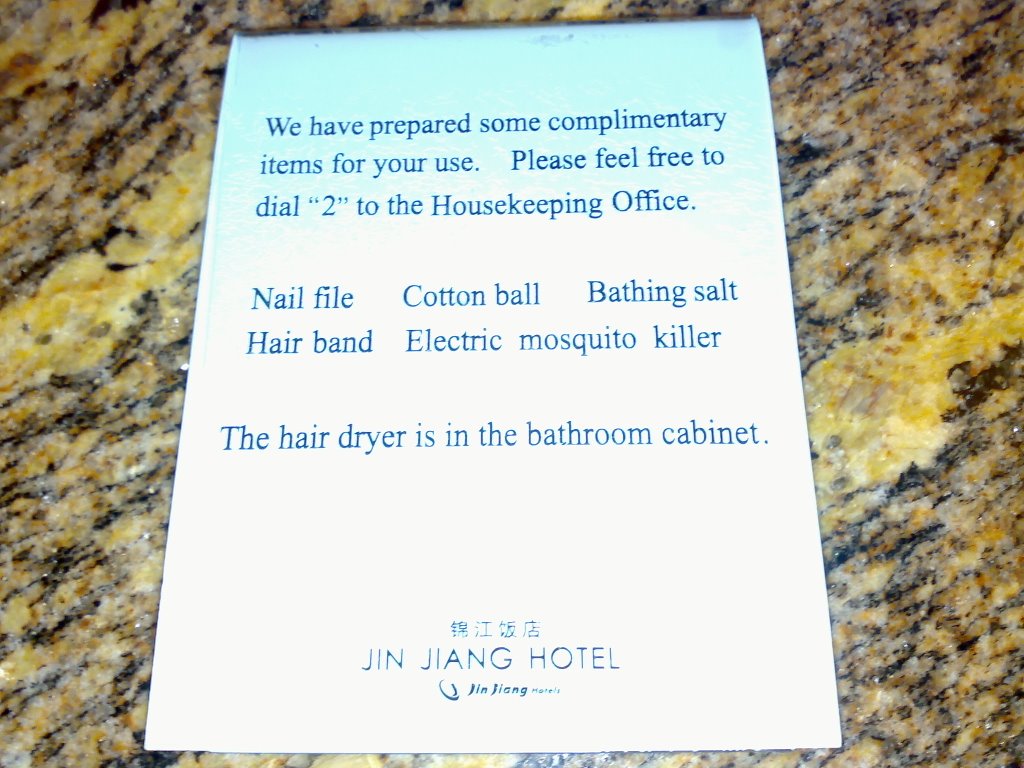 We have prepared some complimentary
items for your use. Please feel free to
dial “2” to the Housekeeping Office.
Nail file Cotton ball Bathing salt
Hair band Electric mosquito killer
The hair dryer is in the bathroom cabinet.
锦江饭店
JIN JIANG HOTEL
Jin Jiang Hotels